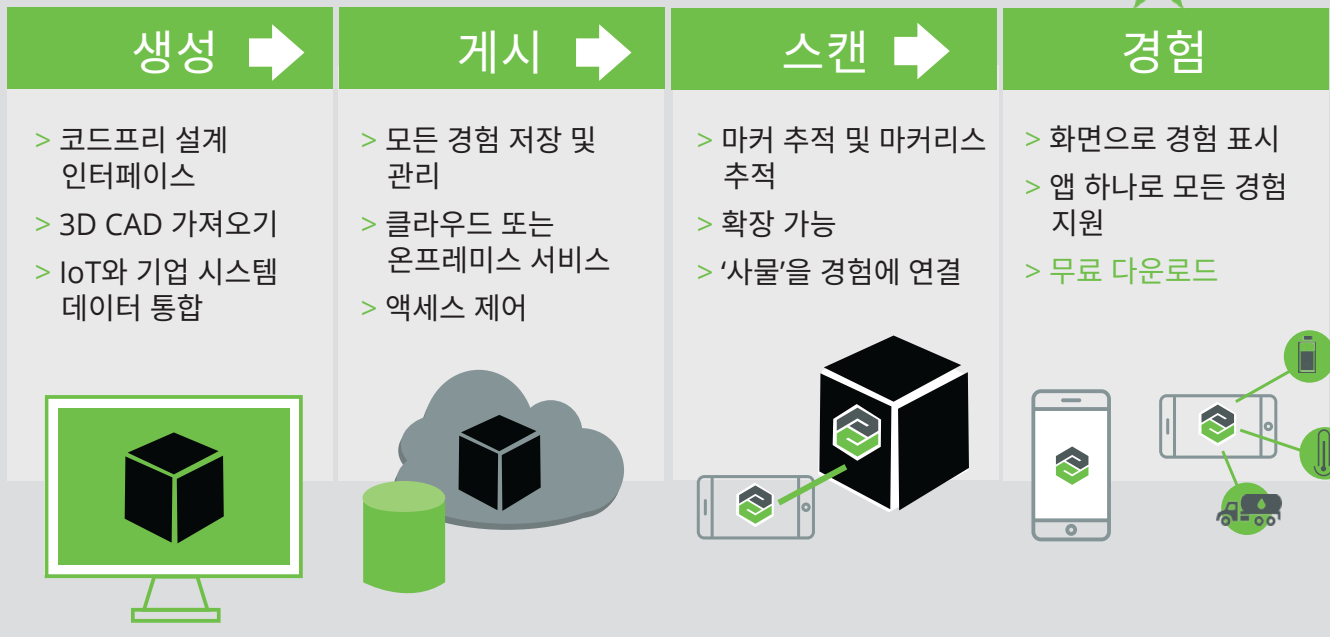 생성
> 코드프리 설계
인터페이스
> 3D CAD 가져오기
> IoT와 기업 시스템
데이터 통합
게시
> 모든 경험 저장 및
관리
> 클라우드 또는
온프레미스 서비스
> 액세스 제어
스캔
> 마커 추적 및 마커리스
추적
> 확장 가능
> ‘사물’을 경험에 연결
경험
> 화면으로 경험 표시
> 앱 하나로 모든 경험
지원
> 무료 다운로드